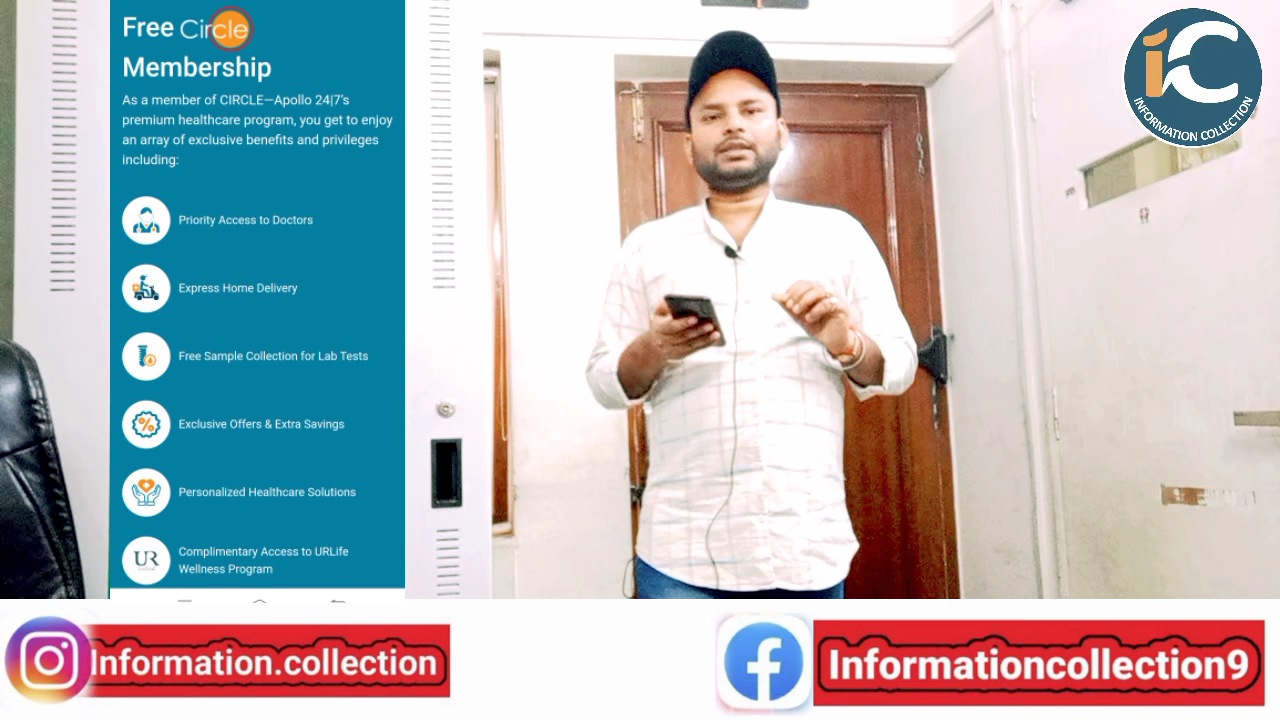 Free Circle
Membership
As a member of CIRCLE—Apollo 24|7's
premium healthcare program, you get to enjoy
an array of exclusive benefits and privileges
including:
Priority Access to Doctors
Express Home Delivery
Free Sample Collection for Lab Tests
Exclusive Offers & Extra Savings
Personalized Healthcare Solutions
UR
Complimentary Access to URLife
Wellness Program
iC
INFORMATION COLLECTION
Information.collection
Informationcollection9